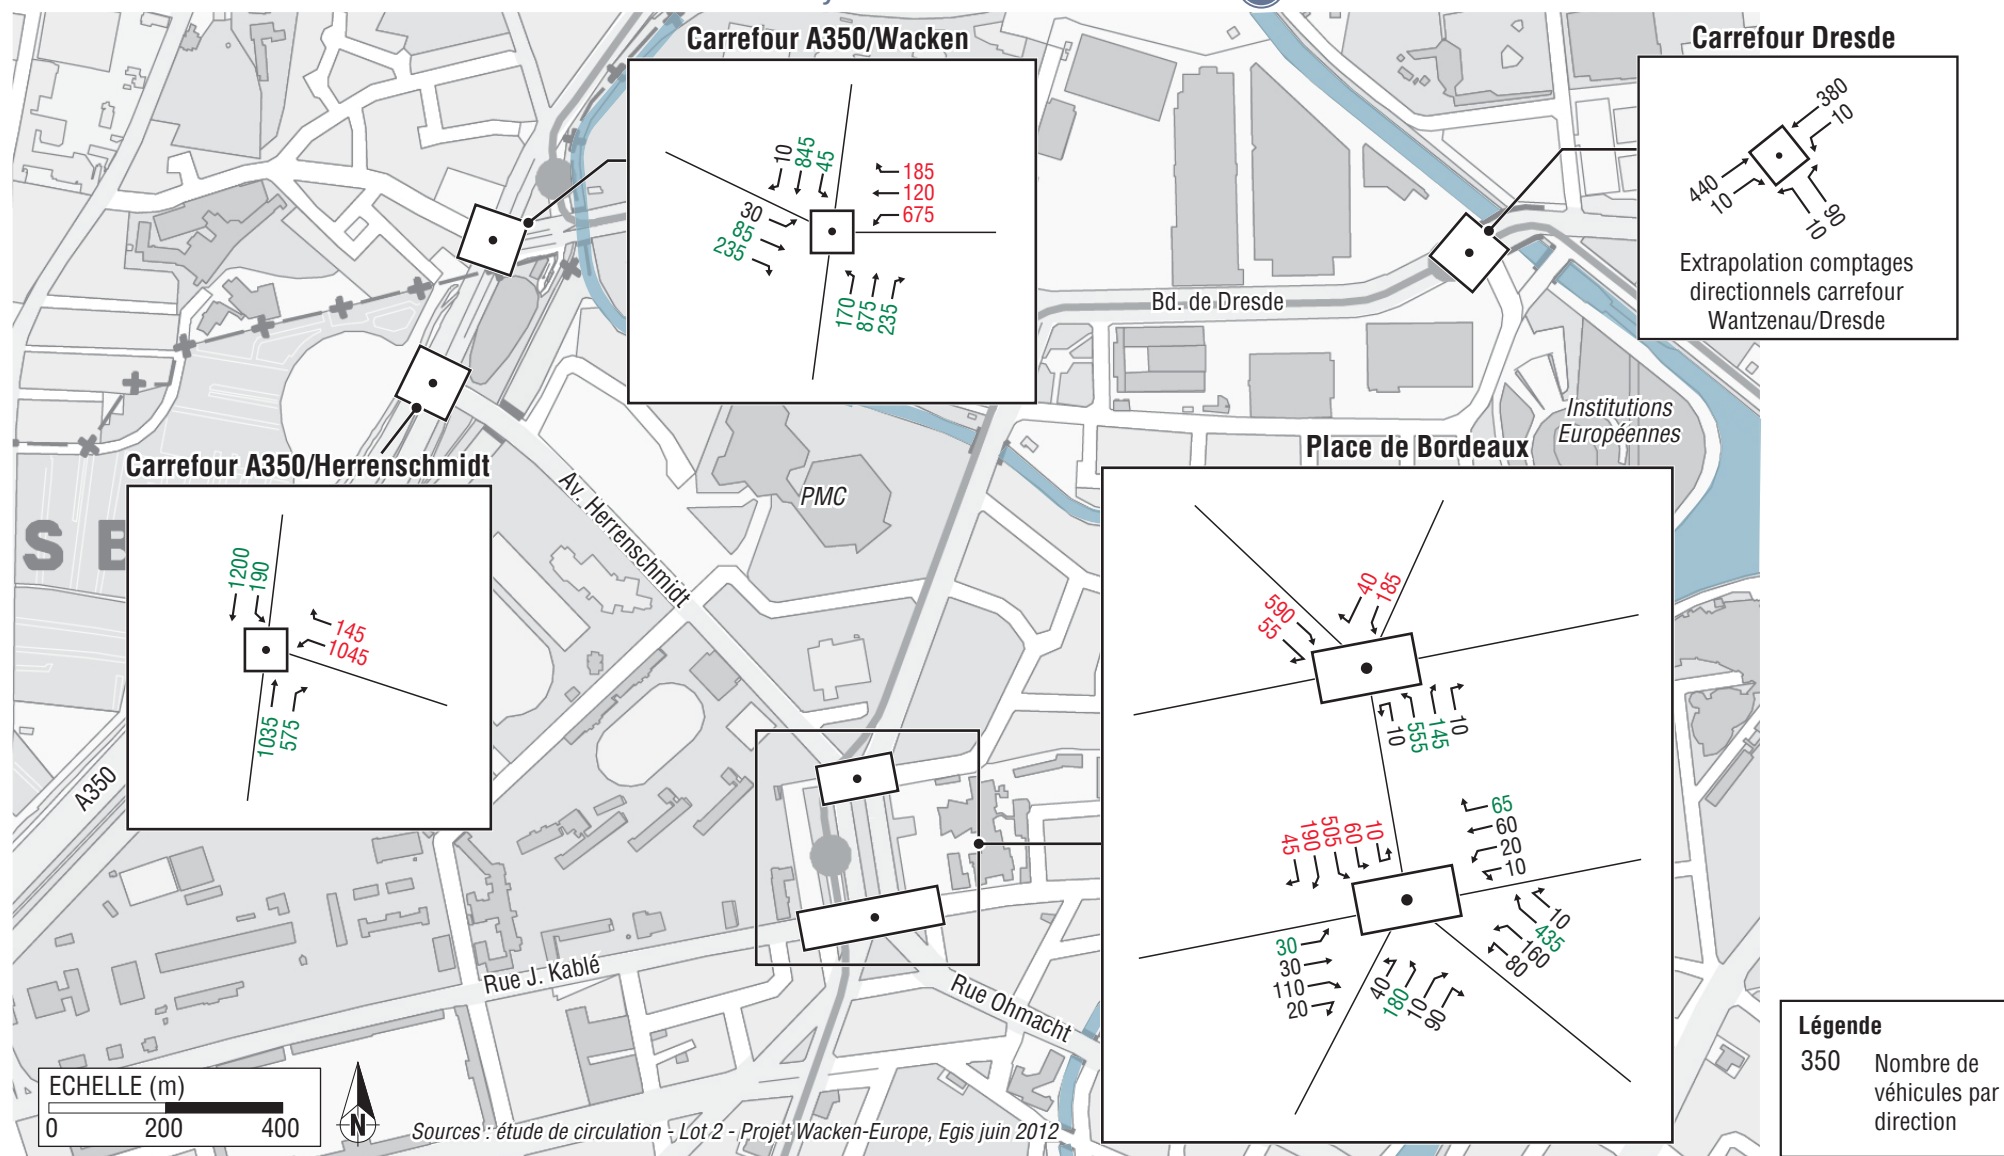 Carrefour A350/Wacken
10
845
45
185
120
675
30
85
235
170
875
235
Carrefour Dresde
380
10
440
10
90
10
Extrapolation comptages
directionnels carrefour
Wantzenau/Dresde
Bd. de Dresde
Institutions
Européennes
Carrefour A350/Herrenschmidt
1200
190
145
1045
1035
575
S B
PMC
Av. Herrenschmidt
A350
Place de Bordeaux
40
185
590
55
10
555
145
10
45
190
505
60
10
65
60
20
10
10
435
160
80
30
30
110
20
40
180
10
90
Rue J. Kablé
Rue Ohmacht
ECHELLE (m)
0 200 400
N
Sources : étude de circulation - Lot 2 - Projet Wacken-Europe, Egis juin 2012
Légende
350 Nombre de
véhicules par
direction